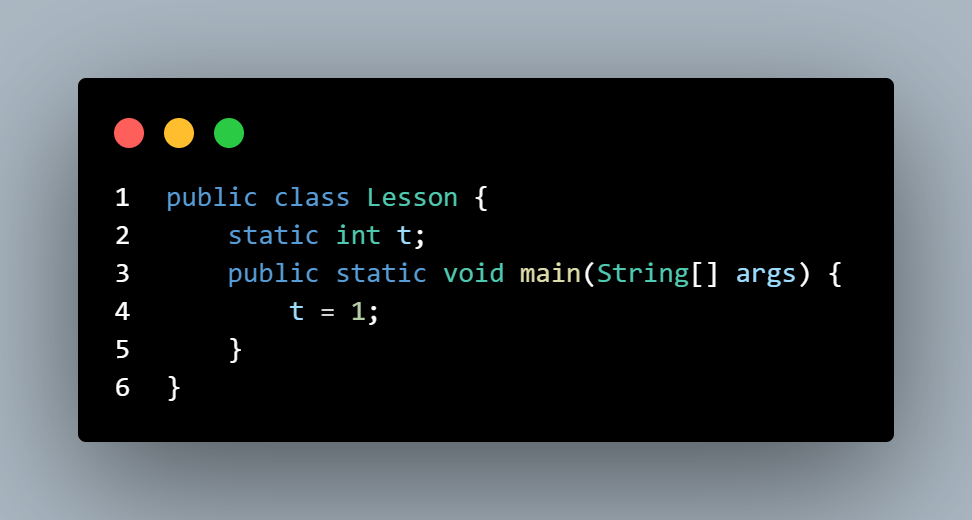 1 public class Lesson {
2     static int t;
3     public static void main(String[] args) {
4         t = 1;
5     }
6 }